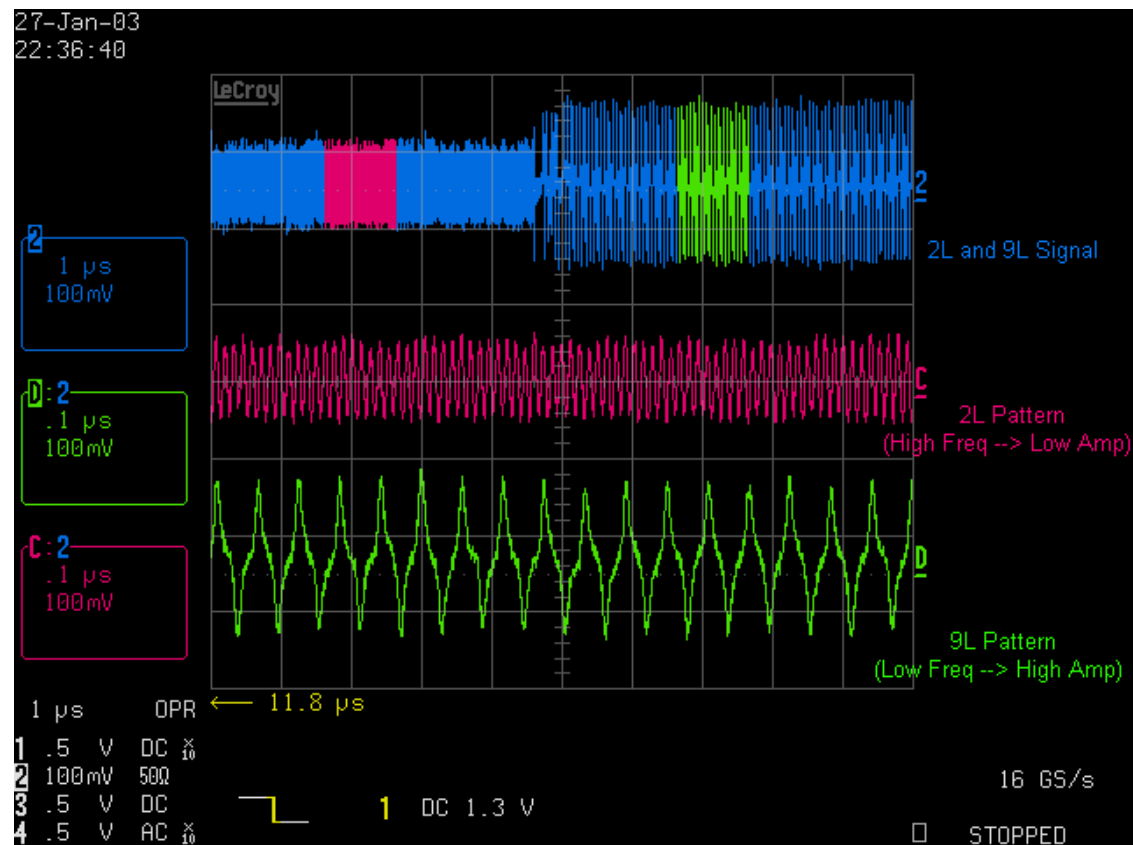 27-Jan-03
22:36:40
LeCroy
2
2
1 µs
100mV
2L and 9L Signal
D:2
.1 µs
100mV
C
2L Pattern
(High Freq --> Low Amp)
C:2
.1 µs
100mV
D
9L Pattern
(Low Freq --> High Amp)
11.8 µs
1 µs OPR
1 .5 V DC X10
2 100mV 50Ω
3 .5 V DC
4 .5 V AC X10
1 DC 1.3 V
16 GS/s
STOPPED